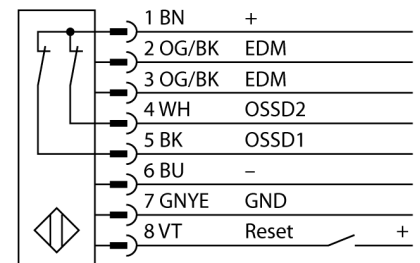 1 BN +
2 OG/BK EDM
3 OG/BK EDM
4 WH OSSD2
5 BK OSSD1
6 BU –
7 GNYE GND
8 VT Reset +